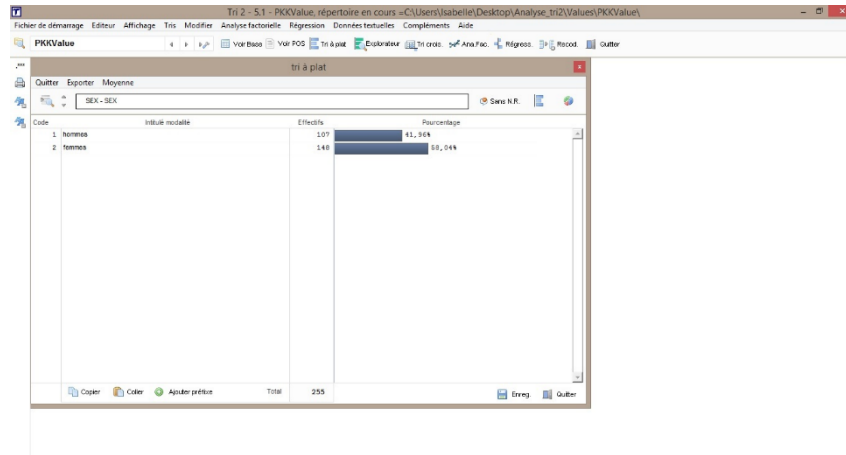 Tri 2 - 5.1 - PKKValue, répertoire en cours =C:\Users\Isabelle\Desktop\Analyse_tri2\Values\PKKValue\
Fichier de démarrage Editeur Affichage Tris Modifier Analyse factorielle Régression Données textuelles Compléments Aide
PKKValue Voir Base Voir POS Tri à plat Explorateur Tri crois. Ana.Fac. Régress. Recod. Quitter
tri à plat
Quitter Exporter Moyenne
SEX - SEX Sans N.R.
Code Intitulé modalité Effectifs Pourcentage
1 hommes 107 41,96%
2 femmes 148 58,04%
Copier Coller Ajouter préfixe Total 255 Enreg. Quitter